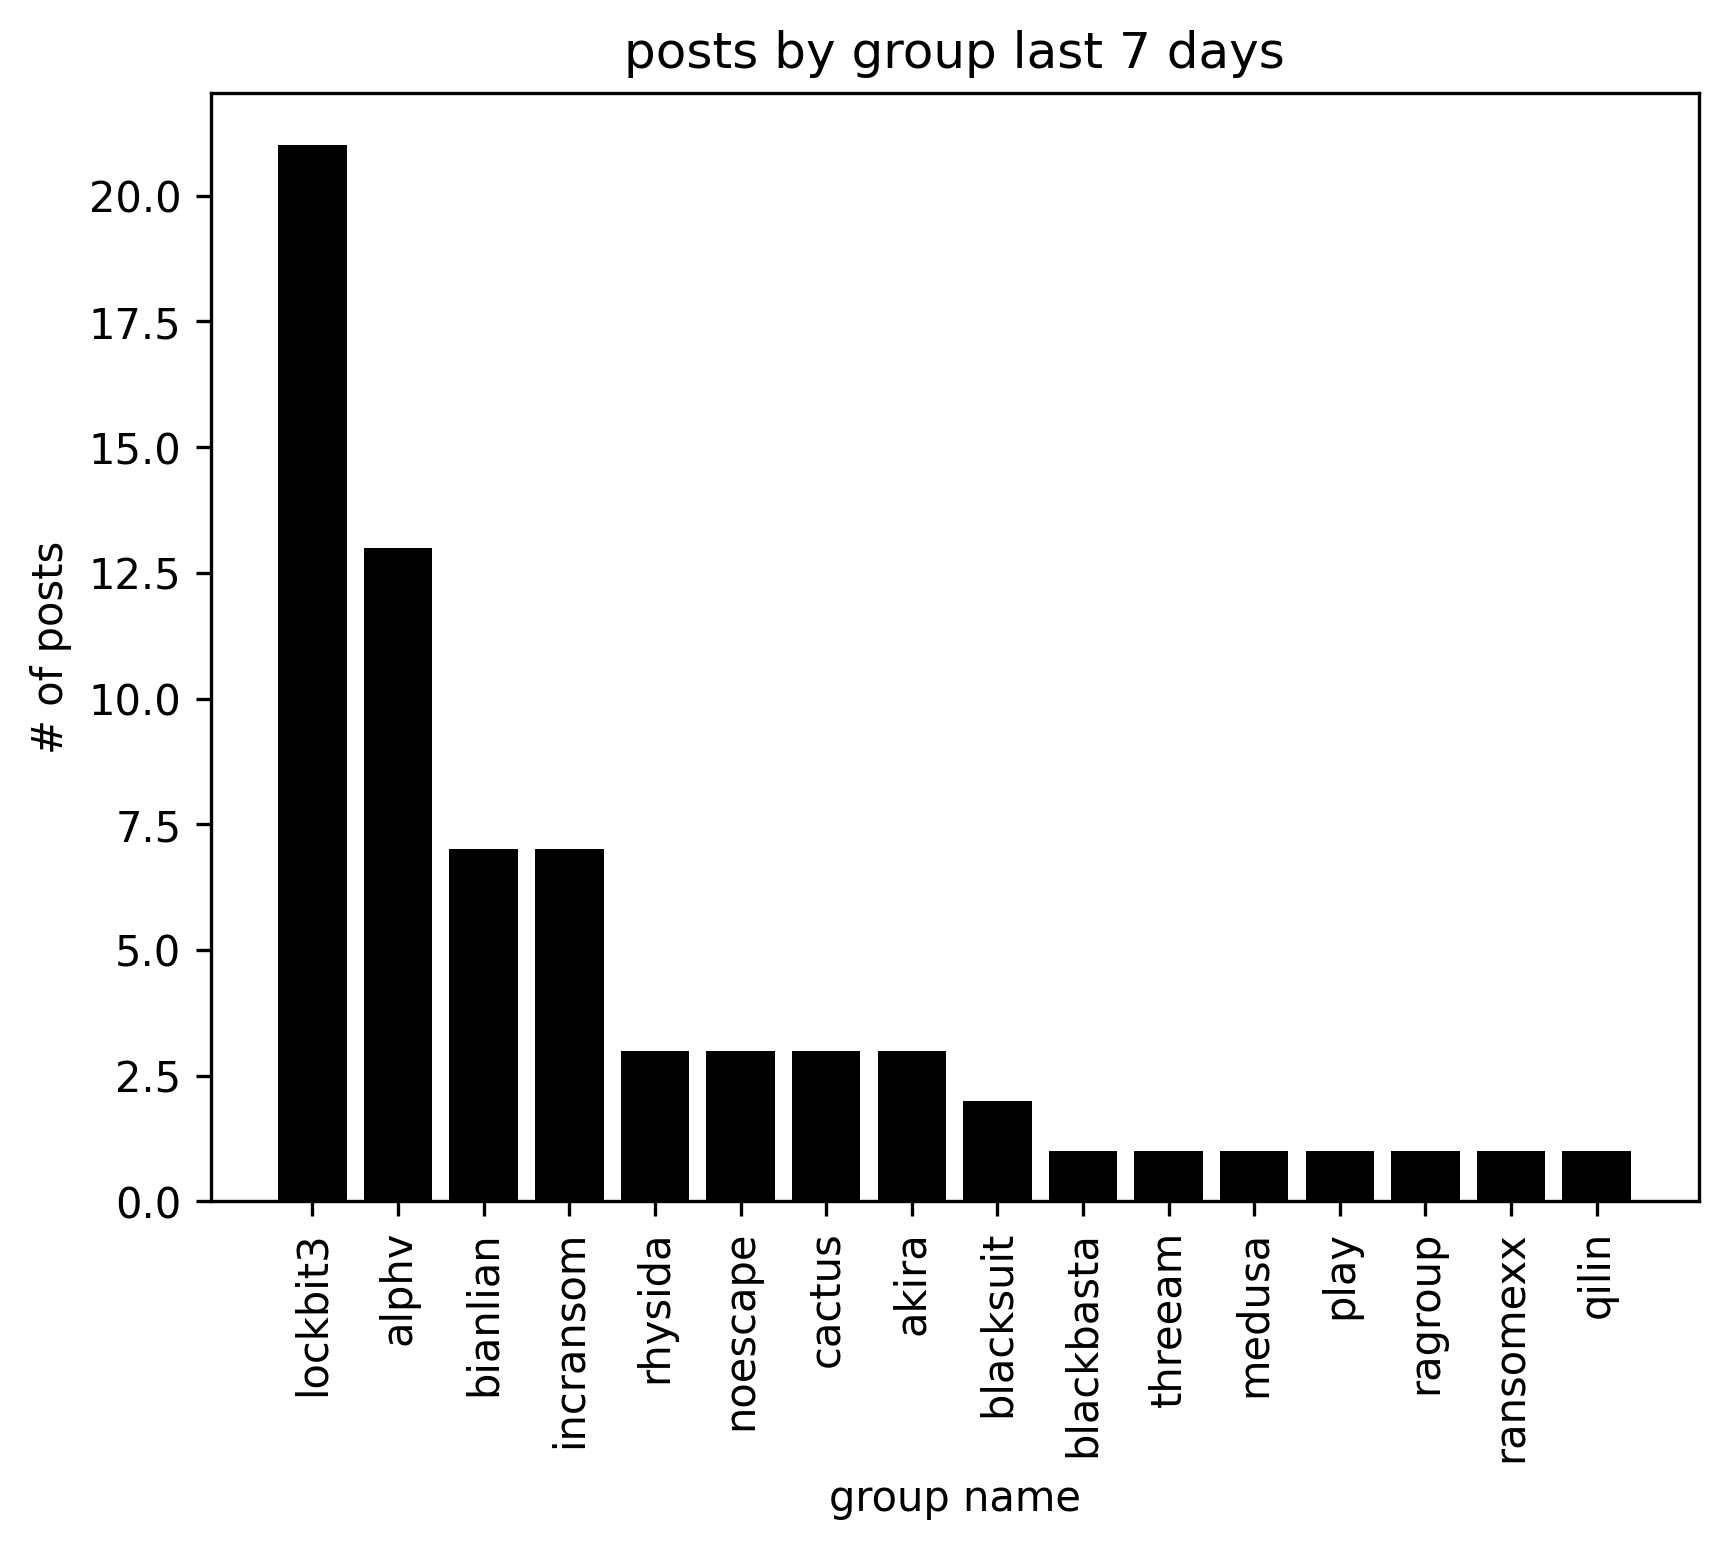 posts by group last 7 days
# of posts
20.0
17.5
15.0
12.5
10.0
7.5
5.0
2.5
0.0
lockbit3
alphv
bianlian
incransom
rhysida
noescape
cactus
akira
blacksuit
blackbasta
threeam
medusa
play
ragroup
ransomexx
qilin
group name